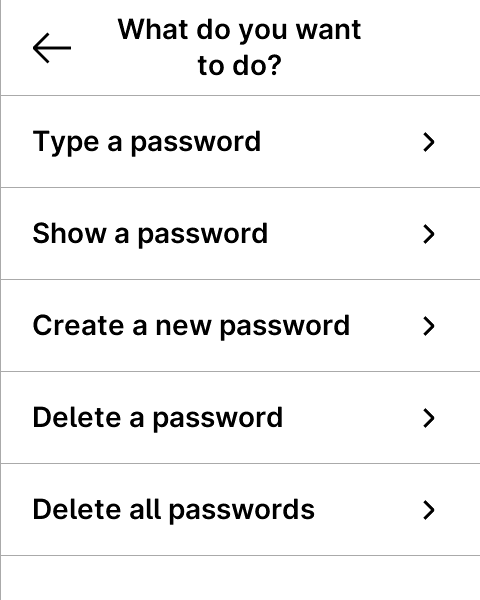 What do you want
to do?
Type a password
Show a password
Create a new password
Delete a password
Delete all passwords